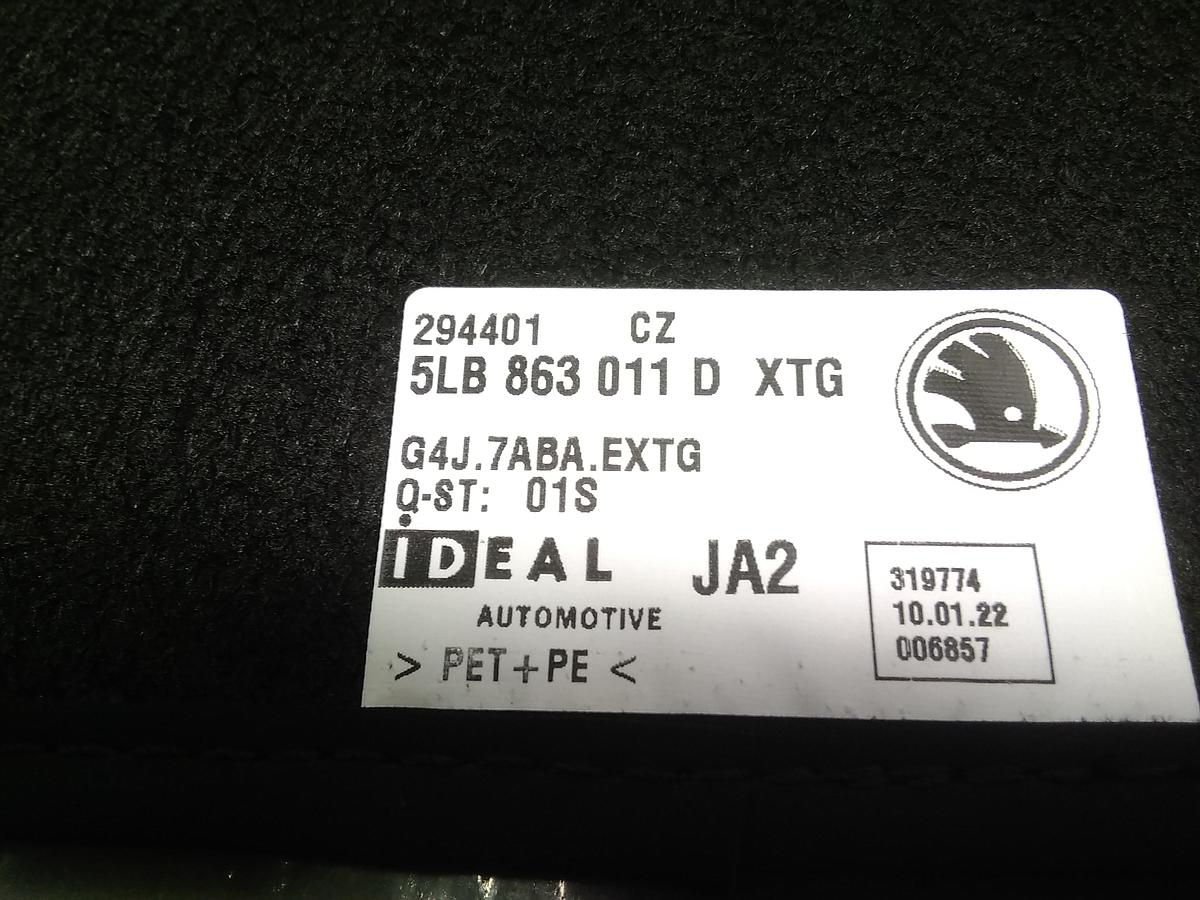 294401 CZ
5LB 863 011 D XTG
G4J.7ABA.EXTG
Q-ST: 01S
iDEAL JA2
AUTOMOTIVE
> PET+PE <
319774
10.01.22
006857